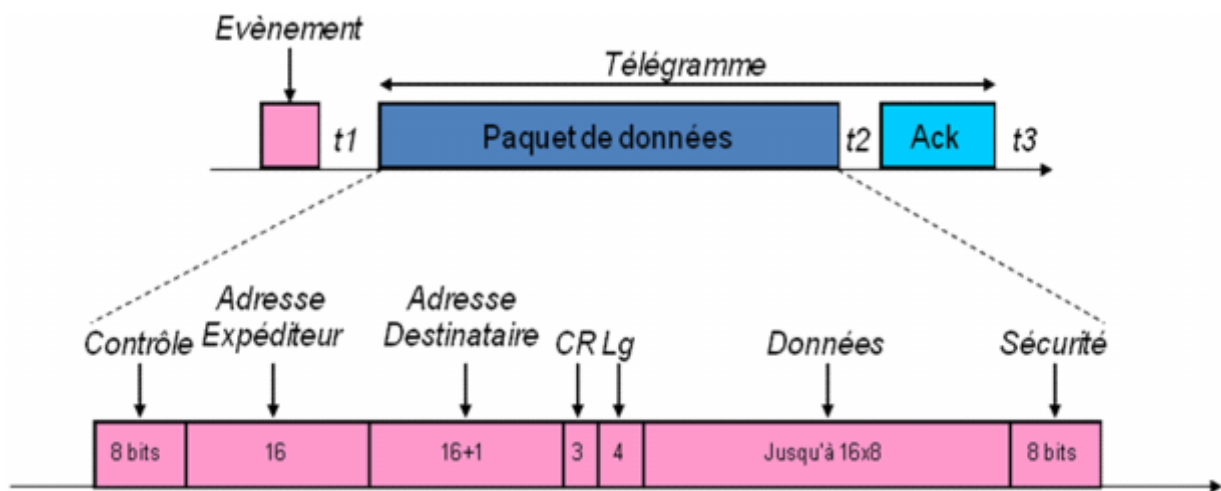 Evènement
Télégramme
t1
Paquet de données
t2
Ack
t3
Contrôle
Adresse
Expéditeur
Adresse
Destinataire
CR
Lg
Données
Sécurité
8 bits
16
16+1
3
4
Jusqu'à 16x8
8 bits